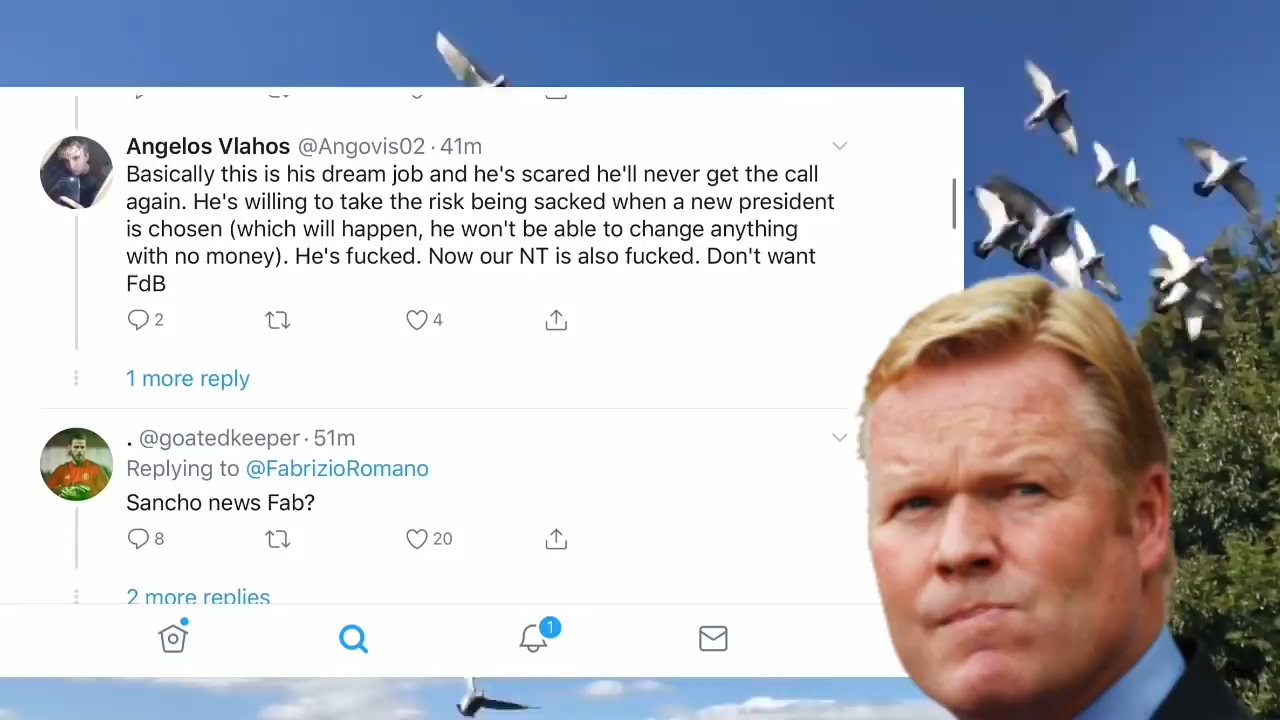 Angelos Vlahos @Angovis02 · 41m
Basically this is his dream job and he's scared he'll never get the call
again. He's willing to take the risk being sacked when a new president
is chosen (which will happen, he won't be able to change anything
with no money). He's fucked. Now our NT is also fucked. Don't want
FdB
2 4
1 more reply
. @goatedkeeper · 51m
Replying to @FabrizioRomano
Sancho news Fab?
8 20
2 more replies
1